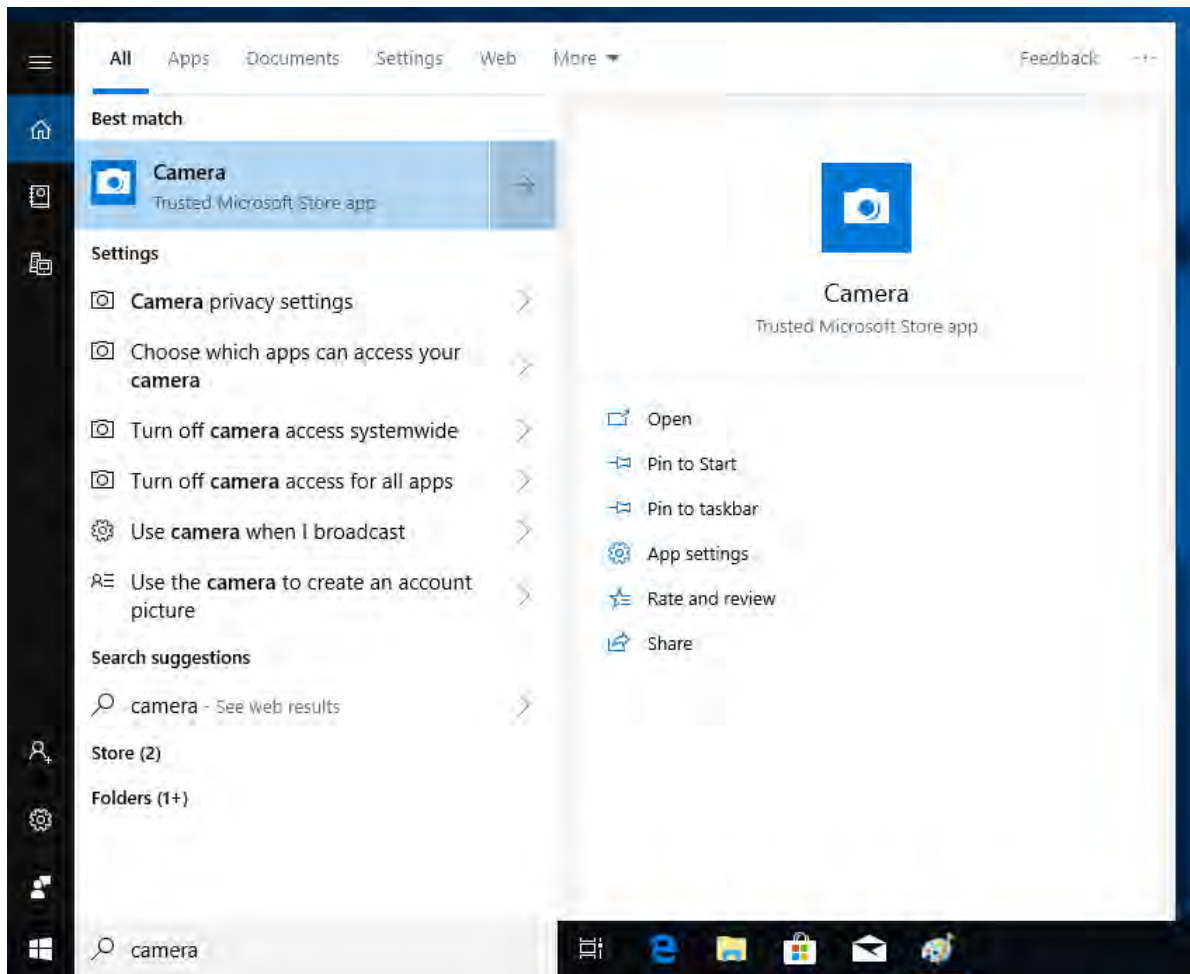 All Apps Documents Settings Web More Feedback ...
Best match
Camera
Trusted Microsoft Store app
Settings
Camera privacy settings
Choose which apps can access your
camera
Turn off camera access systemwide
Turn off camera access for all apps
Use camera when I broadcast
Use the camera to create an account
picture
Search suggestions
camera - See web results
Store (2)
Folders (1+)
camera
Camera
Trusted Microsoft Store app
Open
Pin to Start
Pin to taskbar
App settings
Rate and review
Share